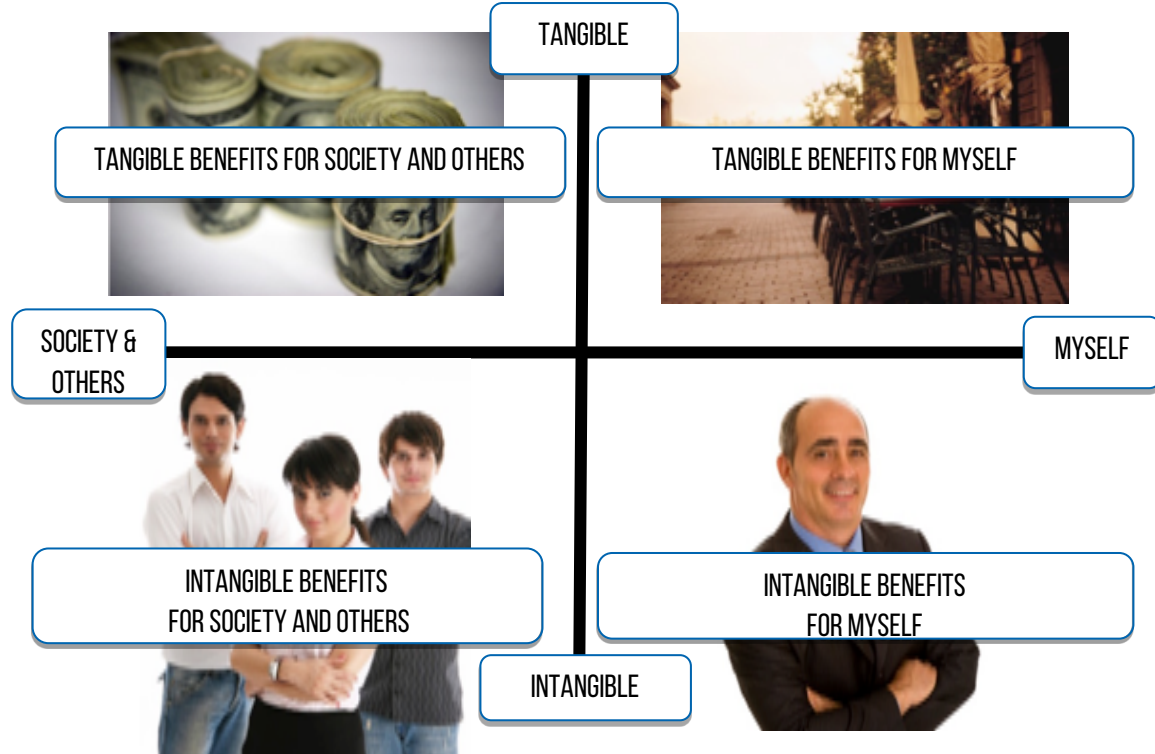 TANGIBLE
TANGIBLE BENEFITS FOR SOCIETY AND OTHERS
TANGIBLE BENEFITS FOR MYSELF
SOCIETY &
OTHERS
MYSELF
INTANGIBLE BENEFITS
FOR SOCIETY AND OTHERS
INTANGIBLE BENEFITS
FOR MYSELF
INTANGIBLE